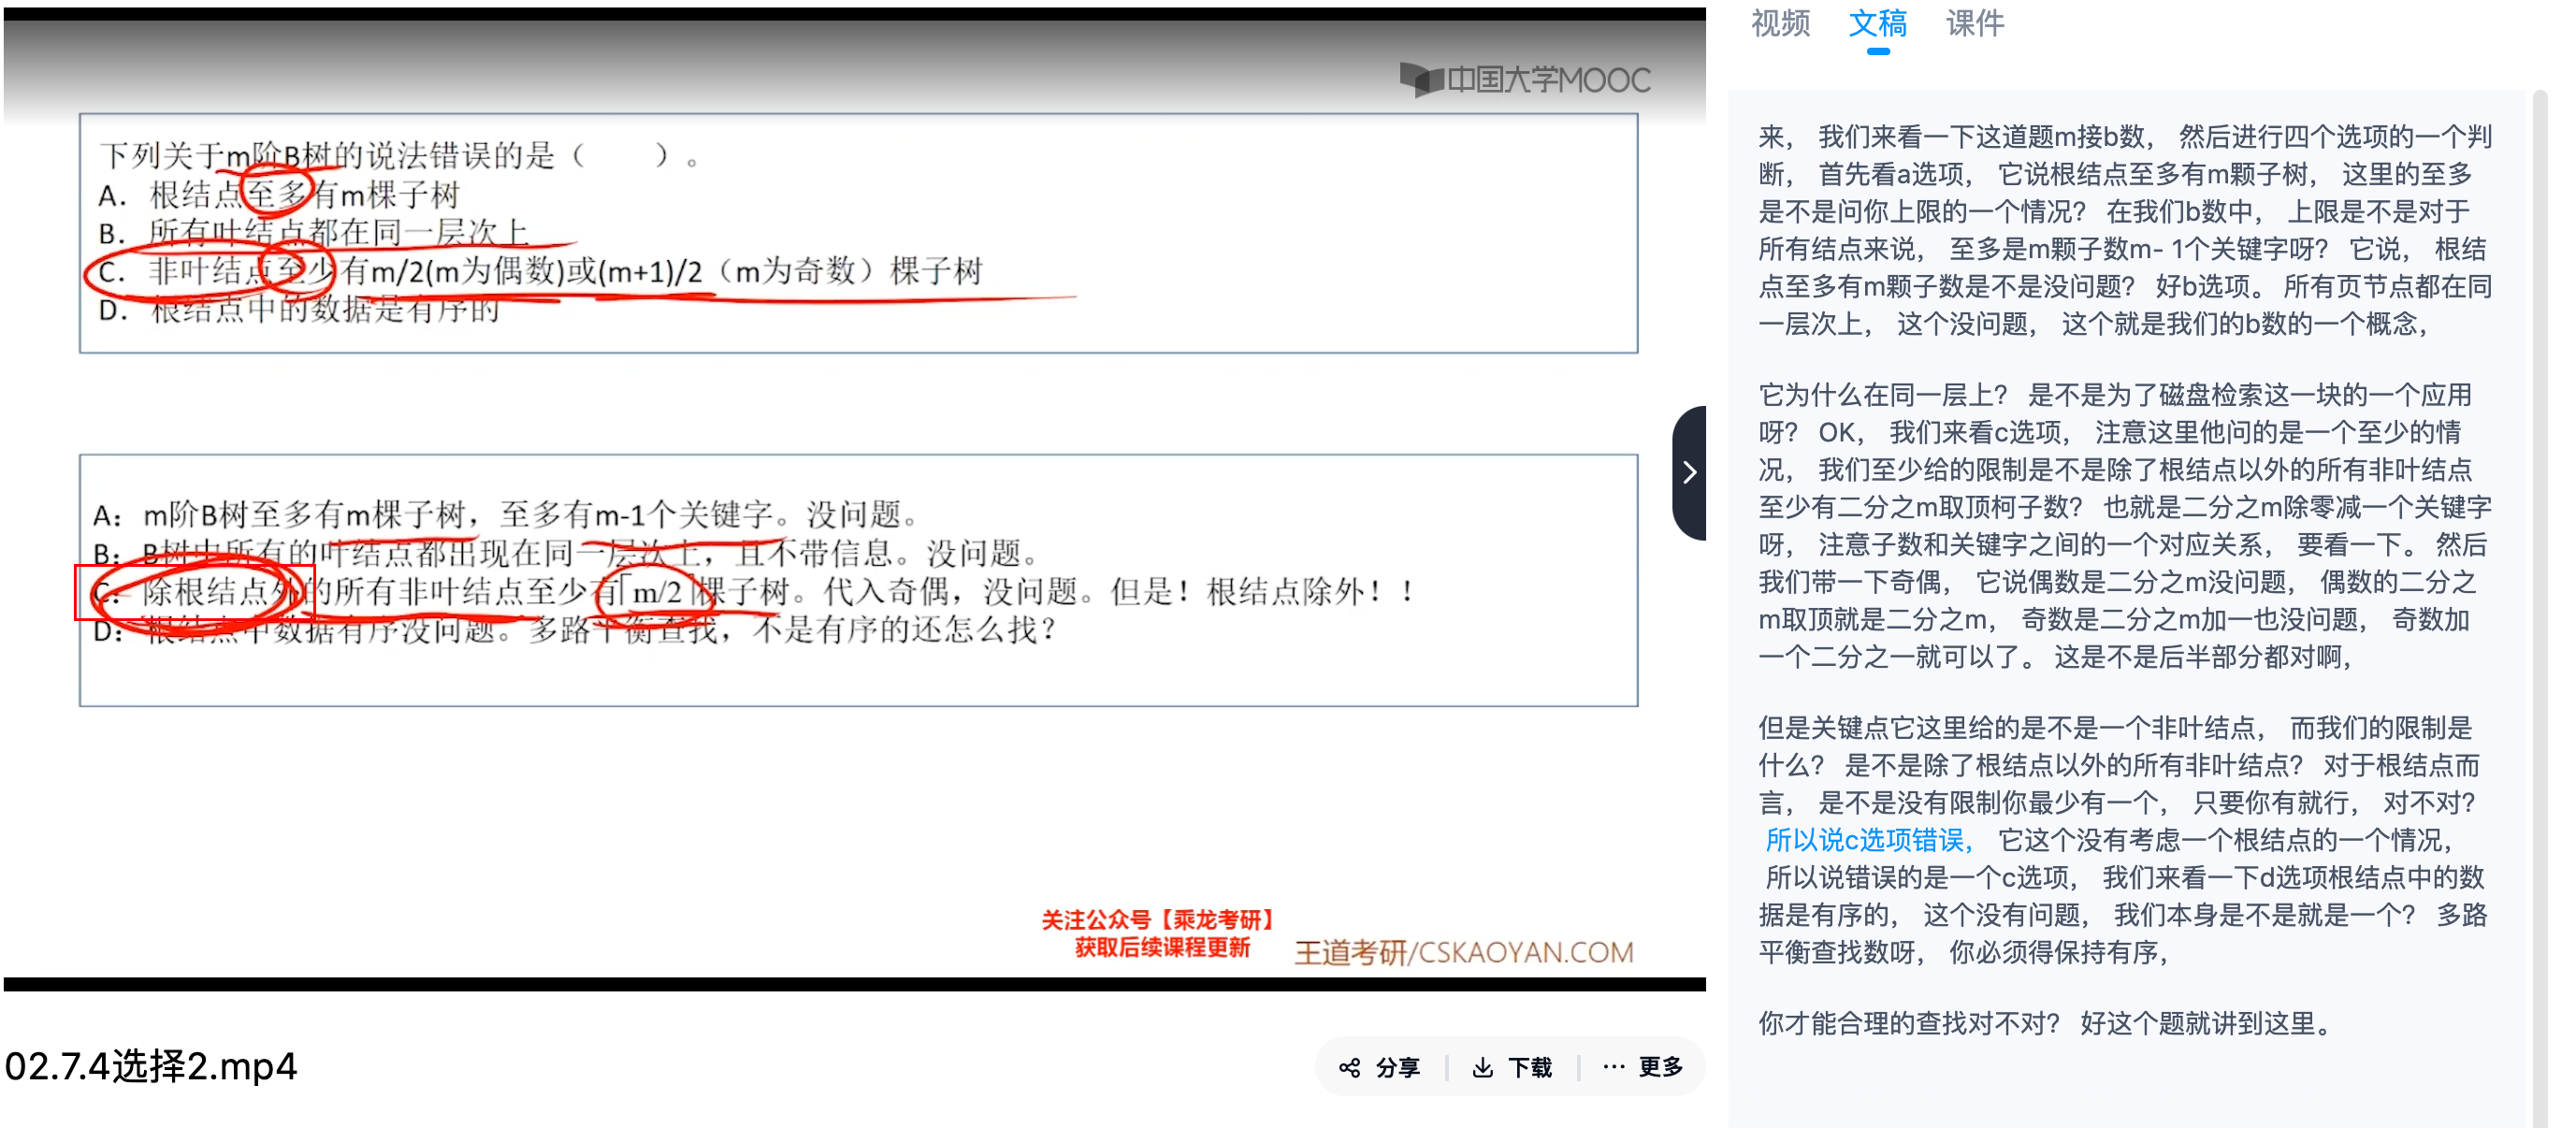 中国大学MOOC
下列关于m阶B树的说法错误的是（ ）。
A. 根结点至多有m棵子树
B. 所有叶结点都在同一层次上
C. 非叶结点至少有m/2(m为偶数)或(m+1)/2（m为奇数）棵子树
D. 根结点中的数据是有序的
A：m阶B树至多有m棵子树，至多有m-1个关键字。没问题。
B：B树中所有的叶结点都出现在同一层次上，且不带信息。没问题。
C：除根结点外的所有非叶结点至少有⌈m/2⌉棵子树。代入奇偶，没问题。但是！根结点除外！！
D：根结点中数据有序没问题。多路平衡查找，不是有序的还怎么找？
关注公众号【乘龙考研】
获取后续课程更新
王道考研/CSKAOYAN.COM
02.7.4选择2.mp4
分享 下载 ··· 更多
视频 文稿 课件
来， 我们来看一下这道题m接b数， 然后进行四个选项的一个判
断， 首先看a选项， 它说根结点至多有m颗子树， 这里的至多
是不是问你上限的一个情况？ 在我们b数中， 上限是不是对于
所有结点来说， 至多是m颗子数m- 1个关键字呀？ 它说， 根结
点至多有m颗子数是不是没问题？ 好b选项。 所有页节点都在同
一层次上， 这个没问题， 这个就是我们的b数的一个概念，
它为什么在同一层上？ 是不是为了磁盘检索这一块的一个应用
呀？ OK， 我们来看c选项， 注意这里他问的是一个至少的情
况， 我们至少给的限制是不是除了根结点以外的所有非叶结点
至少有二分之m取顶柯子数？ 也就是二分之m除零减一个关键字
呀， 注意子数和关键字之间的一个对应关系， 要看一下。 然后
我们带一下奇偶， 它说偶数是二分之m没问题， 偶数的二分之
m取顶就是二分之m， 奇数是二分之m加一也没问题， 奇数加
一个二分之一就可以了。 这是不是后半部分都对啊，
但是关键点它这里给的是不是一个非叶结点， 而我们的限制是
什么？ 是不是除了根结点以外的所有非叶结点？ 对于根结点而
言， 是不是没有限制你最少有一个， 只要你有就行， 对不对？
所以说c选项错误， 它这个没有考虑一个根结点的一个情况，
所以说错误的是一个c选项， 我们来看一下d选项根结点中的数
据是有序的， 这个没有问题， 我们本身是不是就是一个？ 多路
平衡查找数呀， 你必须得保持有序，
你才能合理的查找对不对？ 好这个题就讲到这里。